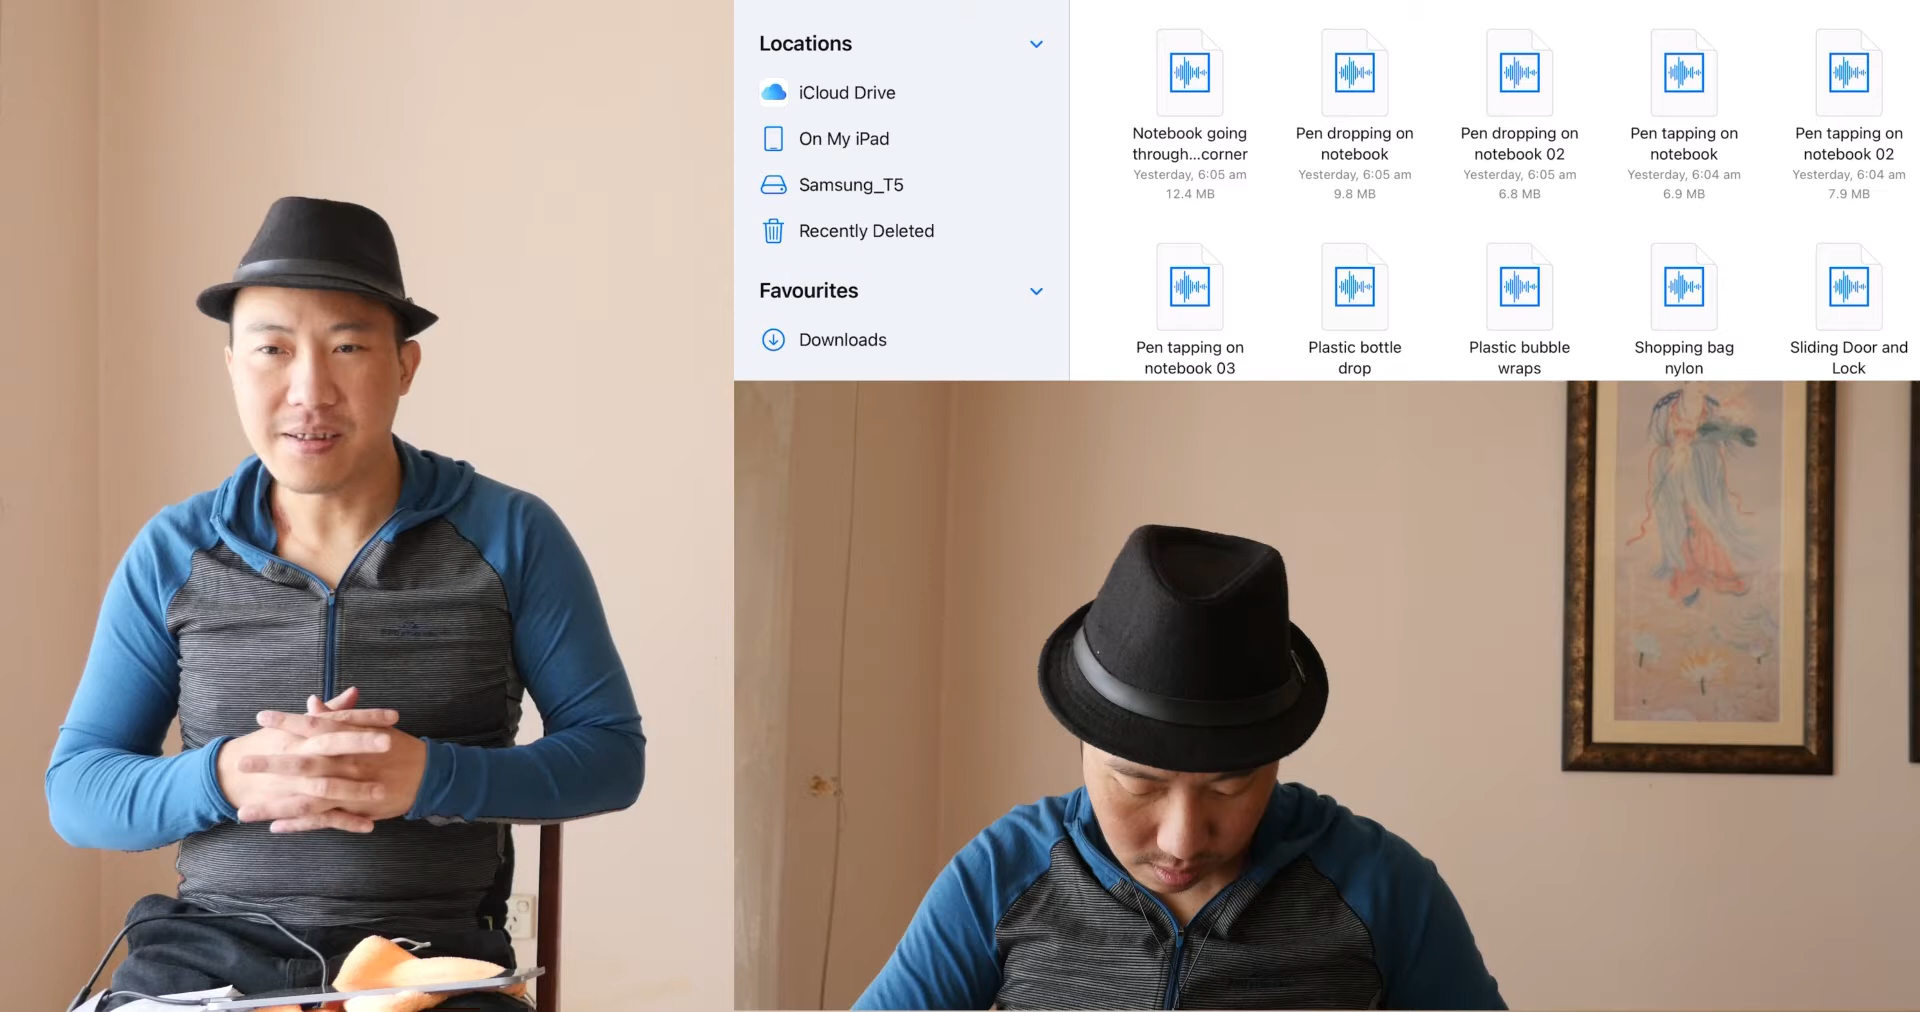 Locations
iCloud Drive
On My iPad
Samsung_T5
Recently Deleted
Favourites
Downloads
Notebook going
through...corner
Yesterday, 6:05 am
12.4 MB
Pen dropping on
notebook
Yesterday, 6:05 am
9.8 MB
Pen dropping on
notebook 02
Yesterday, 6:05 am
6.8 MB
Pen tapping on
notebook
Yesterday, 6:04 am
6.9 MB
Pen tapping on
notebook 02
Yesterday, 6:04 am
7.9 MB
Pen tapping on
notebook 03
Plastic bottle
drop
Plastic bubble
wraps
Shopping bag
nylon
Sliding Door and
Lock